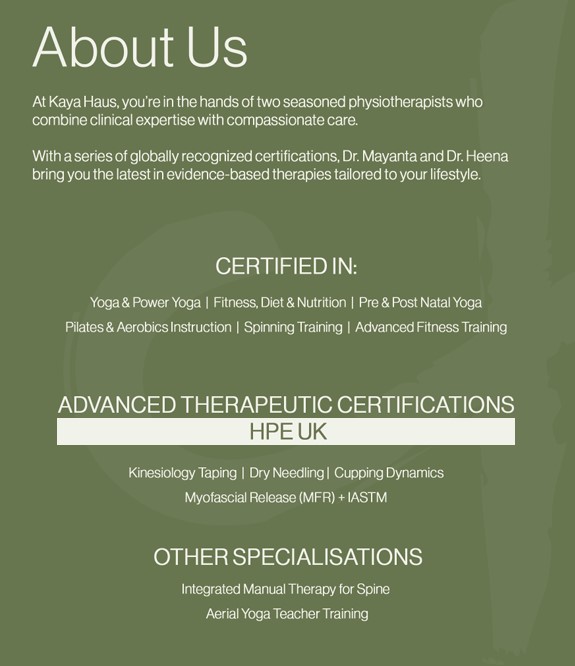 About Us
At Kaya Haus, you're in the hands of two seasoned physiotherapists who
combine clinical expertise with compassionate care.
With a series of globally recognized certifications, Dr. Mayanta and Dr. Heena
bring you the latest in evidence-based therapies tailored to your lifestyle.
CERTIFIED IN:
Yoga & Power Yoga | Fitness, Diet & Nutrition | Pre & Post Natal Yoga
Pilates & Aerobics Instruction | Spinning Training | Advanced Fitness Training
ADVANCED THERAPEUTIC CERTIFICATIONS
HPE UK
Kinesiology Taping | Dry Needling | Cupping Dynamics
Myofascial Release (MFR) + IASTM
OTHER SPECIALISATIONS
Integrated Manual Therapy for Spine
Aerial Yoga Teacher Training